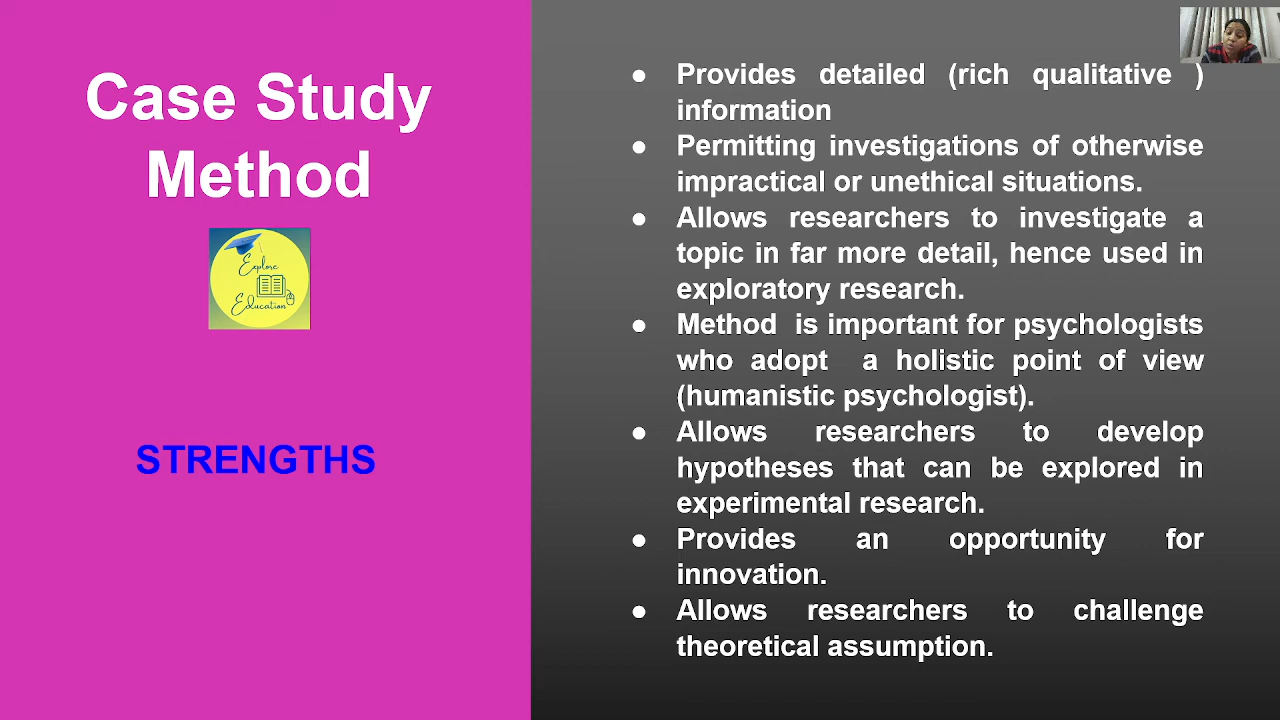 Case Study
Method
Explore
Education
STRENGTHS
● Provides detailed (rich qualitative )
information
● Permitting investigations of otherwise
impractical or unethical situations.
● Allows researchers to investigate a
topic in far more detail, hence used in
exploratory research.
● Method is important for psychologists
who adopt a holistic point of view
(humanistic psychologist).
● Allows researchers to develop
hypotheses that can be explored in
experimental research.
● Provides an opportunity for
innovation.
● Allows researchers to challenge
theoretical assumption.